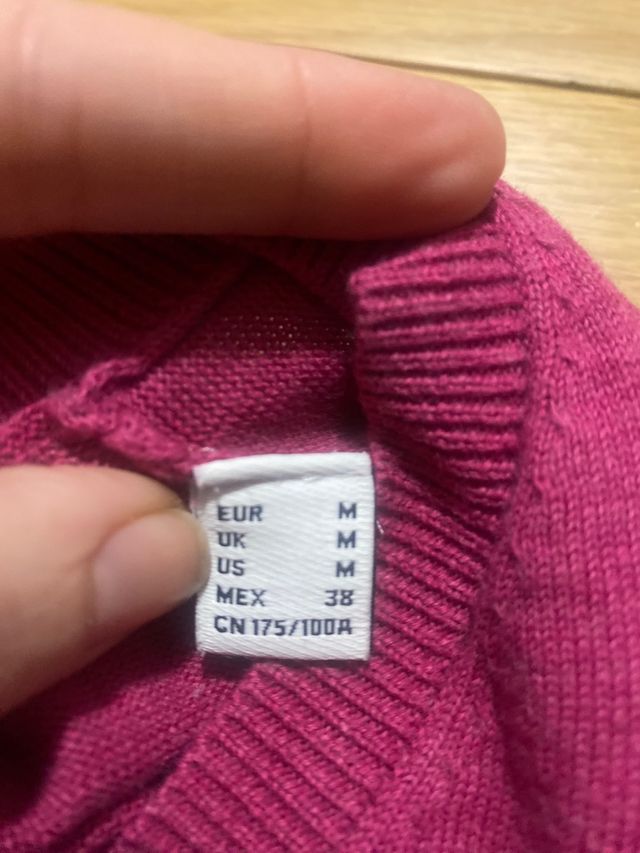 EUR M
UK M
US M
MEX 38
CN 175/100A